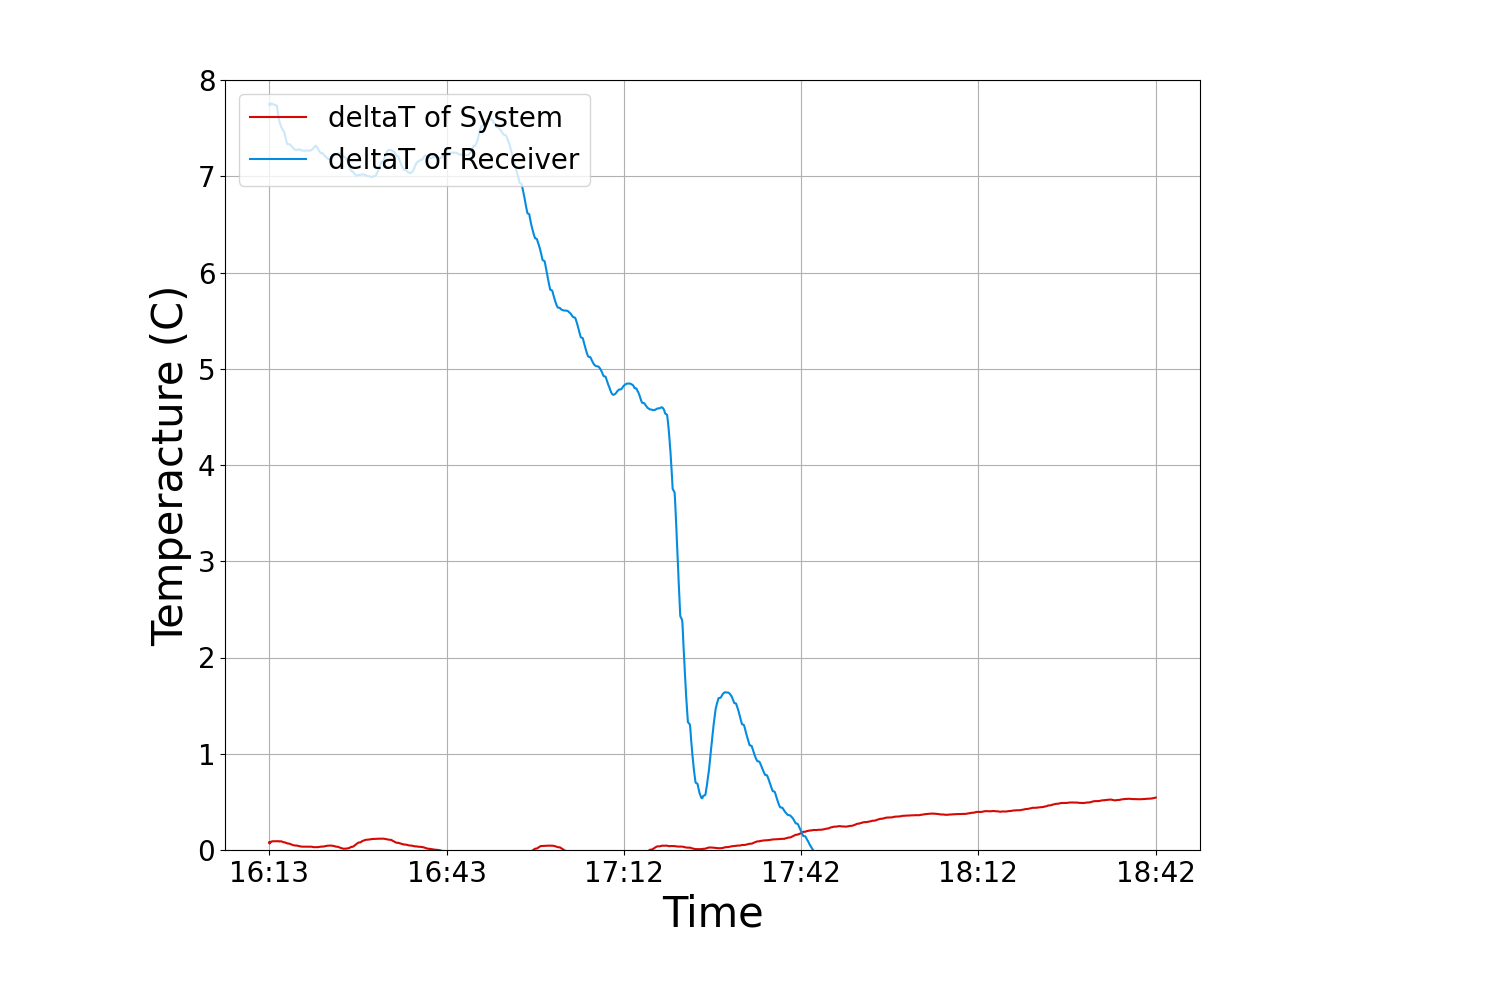 deltaT of System
deltaT of Receiver
8
7
6
5
4
3
2
1
0
Temperacture (C)
16:13 16:43 17:12 17:42 18:12 18:42
Time